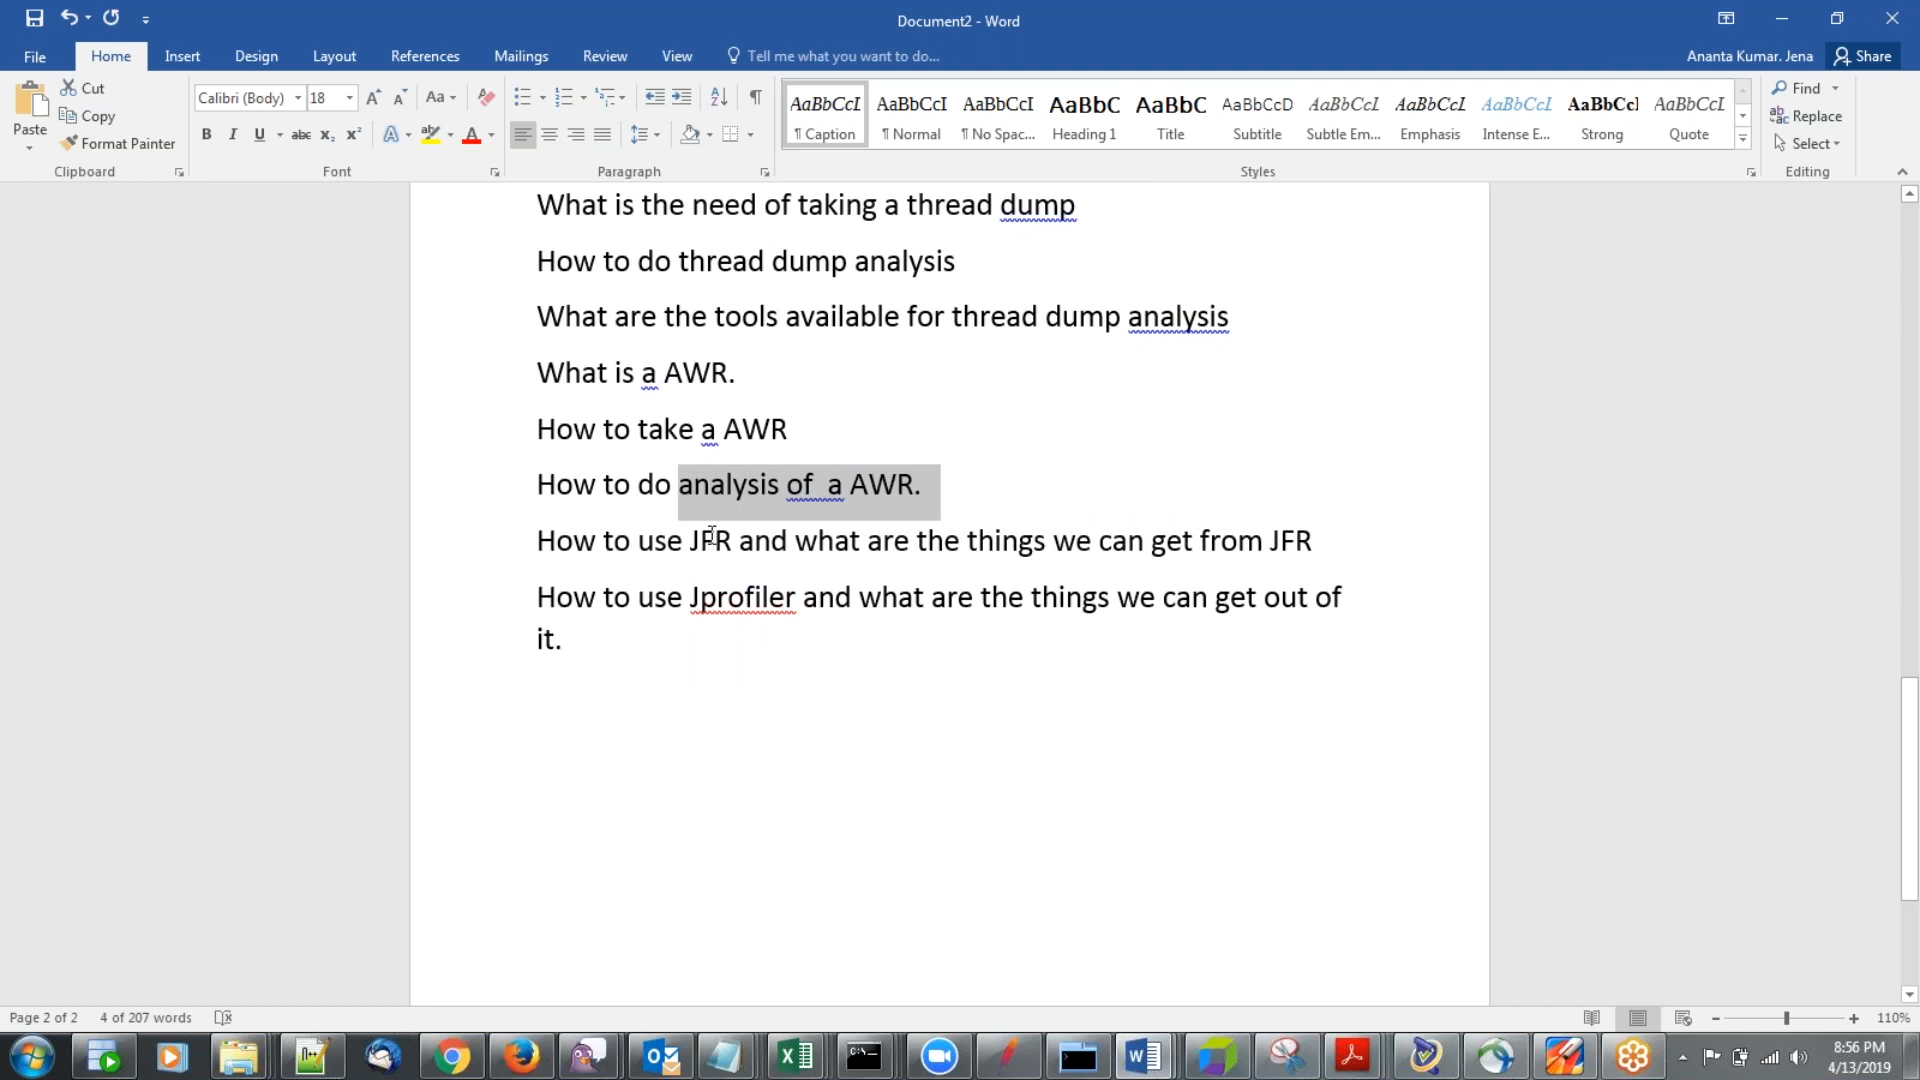 Document2 - Word
File Home Insert Design Layout References Mailings Review View Tell me what you want to do... Ananta Kumar. Jena Share
Paste Cut Copy Format Painter Clipboard
Calibri (Body) 18 Aa Font
Paragraph
AaBbCcI AaBbCcI AaBbCcI AaBbC AaBbC AaBbCcD AaBbCcI AaBbCcI AaBbCcI AaBbCcI AaBbCcI
¶ Caption ¶ Normal ¶ No Spac... Heading 1 Title Subtitle Subtle Em... Emphasis Intense E... Strong Quote
Styles
Find Replace Select Editing
What is the need of taking a thread dump
How to do thread dump analysis
What are the tools available for thread dump analysis
What is a AWR.
How to take a AWR
How to do analysis of  a AWR.
How to use JFR and what are the things we can get from JFR
How to use Jprofiler and what are the things we can get out of
it.
Page 2 of 2 4 of 207 words 110%
8:56 PM
4/13/2019